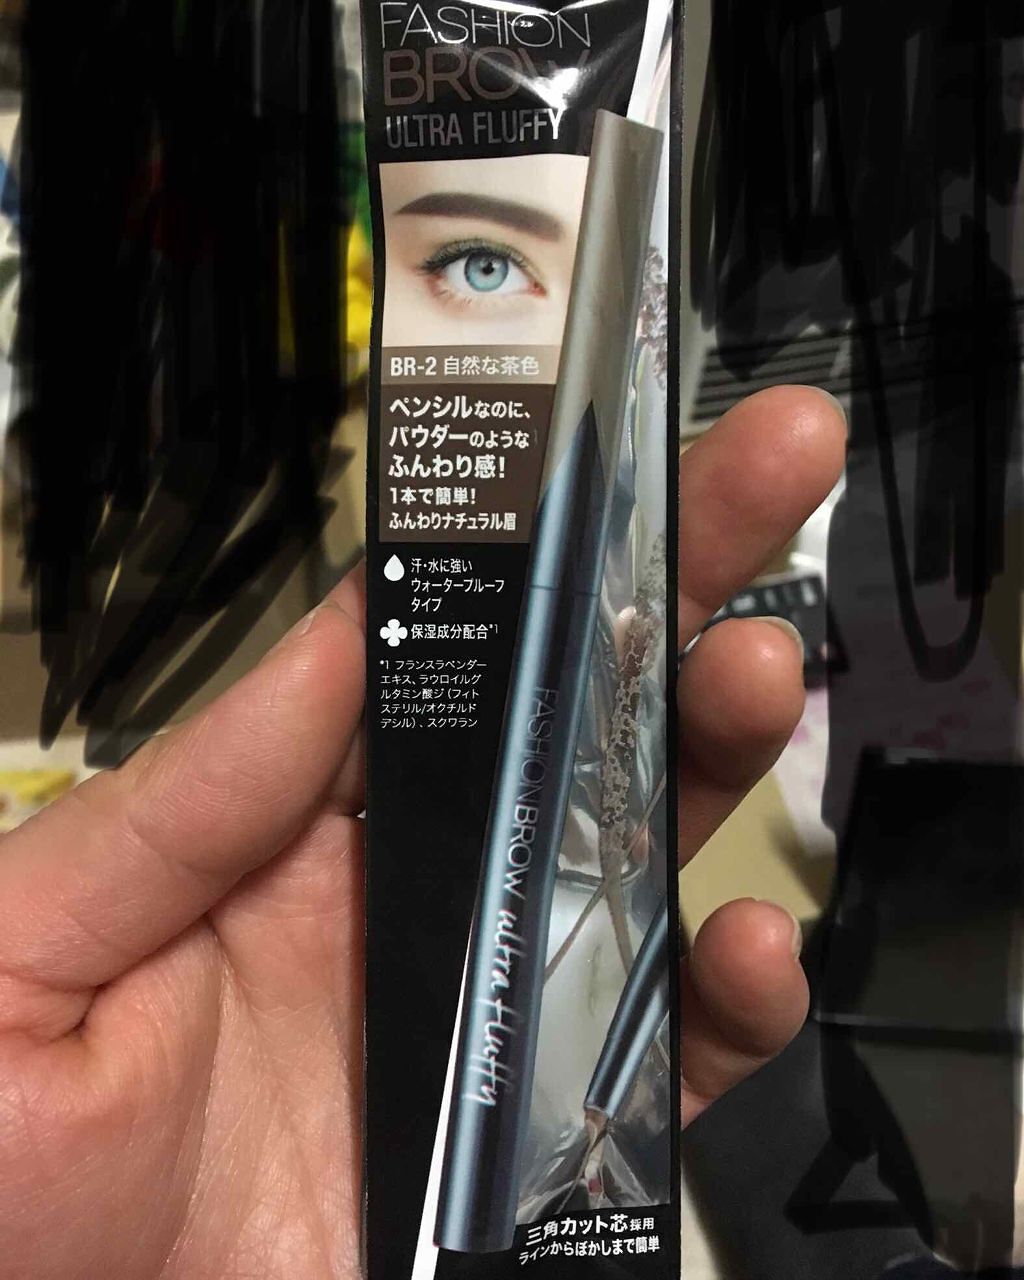 FASHION
BROW
ULTRA FLUFFY
BR-2 自然な茶色
ペンシルなのに、
パウダーのような
ふんわり感!
1本で簡単!
ふんわりナチュラル眉
汗・水に強い
ウォータープルーフ
タイプ
保湿成分配合*1
*1 フランスラベンダー
エキス、ラウロイルグ
ルタミン酸ジ(フィト
ステリル/オクチルド
デシル)、スクワラン
FASHIONBROW ultra fluffy
三角カット芯採用
ラインからぼかしまで簡単